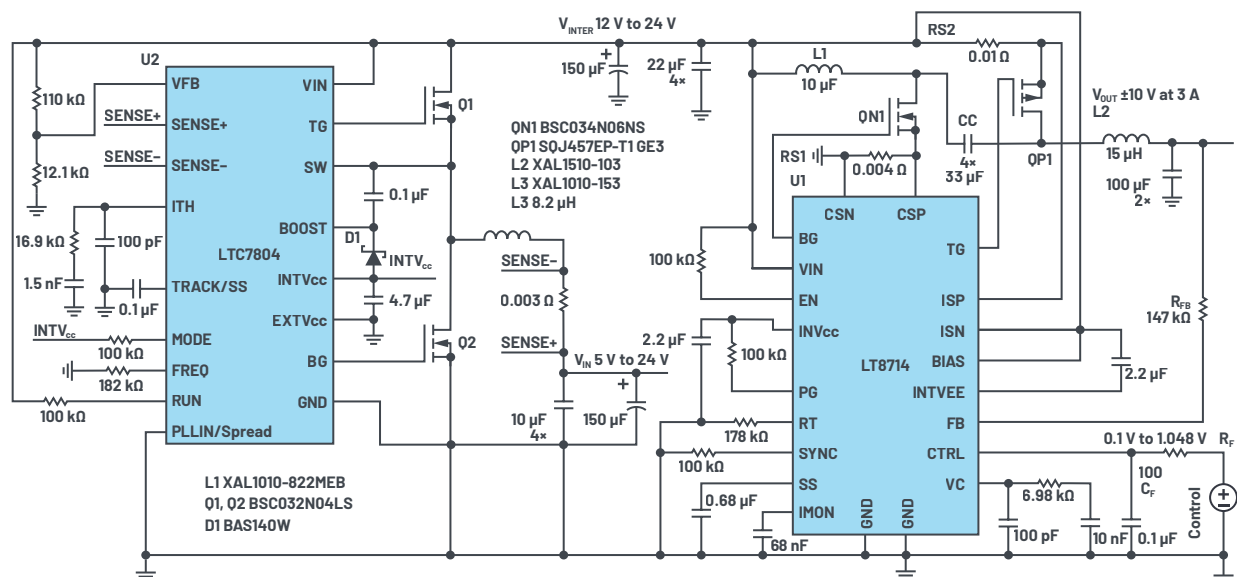 V_INTER 12 V to 24 V
U2
VFB
SENSE+
SENSE+
SENSE−
SENSE−
ITH
TRACK/SS
MODE
FREQ
RUN
PLLIN/Spread
VIN
TG
SW
BOOST
INTVcc
EXTVcc
BG
GND
LTC7804
110 kΩ
12.1 kΩ
16.9 kΩ
100 pF
1.5 nF
0.1 µF
INTVcc
100 kΩ
182 kΩ
100 kΩ
Q1
0.1 µF
D1
INTVcc
4.7 µF
Q2
SENSE−
0.003 Ω
SENSE+
V_IN 5 V to 24 V
10 µF
4×
+
150 µF
L1 XAL1010-822MEB
Q1, Q2 BSC032N04LS
D1 BAS140W
+
150 µF
22 µF
4×
QN1 BSC034N06NS
QP1 SQJ457EP-T1 GE3
L2 XAL1510-103
L3 XAL1010-153
L3 8.2 µH
L1
10 µF
RS2
0.01 Ω
QN1
CC
4×
33 µF
QP1
V_OUT ±10 V at 3 A
L2
15 µH
100 µF
2×
RS1
0.004 Ω
U1
CSN
CSP
BG
VIN
EN
INVcc
PG
RT
SYNC
SS
IMON
GND
GND
TG
ISP
ISN
BIAS
INTVEE
FB
CTRL
VC
LT8714
100 kΩ
2.2 µF
100 kΩ
178 kΩ
100 kΩ
0.68 µF
68 nF
R_FB
147 kΩ
2.2 µF
0.1 V to 1.048 V
R_F
100
C_F
6.98 kΩ
100 pF
10 nF
0.1 µF
Control
+
−